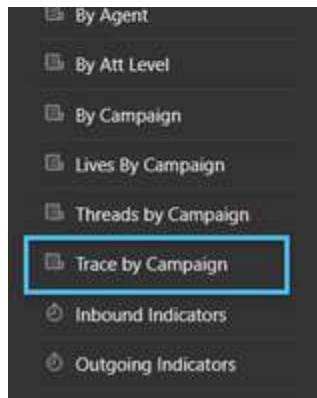 By Agent
By Att Level
By Campaign
Lives By Campaign
Threads by Campaign
Trace by Campaign
Inbound Indicators
Outgoing Indicators